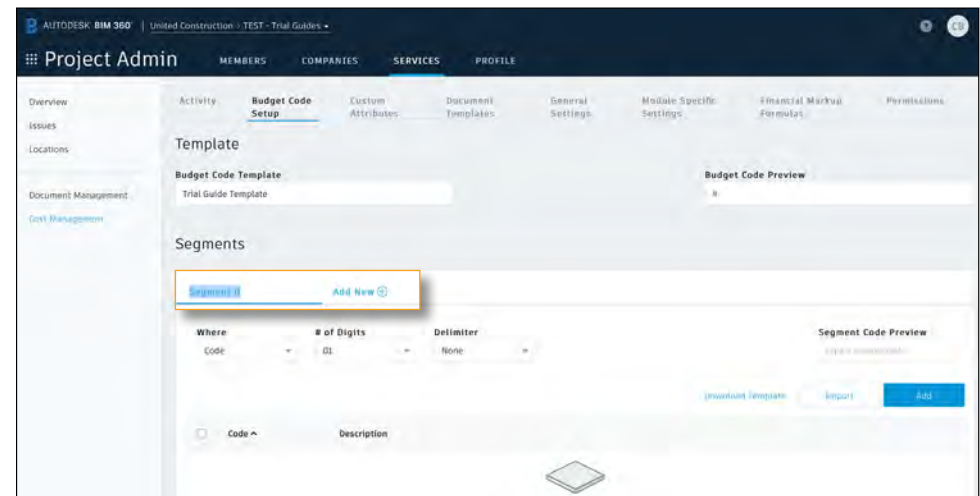 AUTODESK BIM 360° | United Construction > TEST - Trial Guides
CB
Project Admin MEMBERS COMPANIES SERVICES PROFILE
Overview
Issues
Locations
Document Management
Cost Management
Activity Budget Code Setup Custom Attributes Document Templates General Settings Module Specific Settings Financial Markup Formulas Permissions
Template
Budget Code Template Budget Code Preview
Trial Guide Template #
Segments
Segment 0 Add New
Where # of Digits Delimiter Segment Code Preview
Code 01 None
Download Template Import Add
Code Description